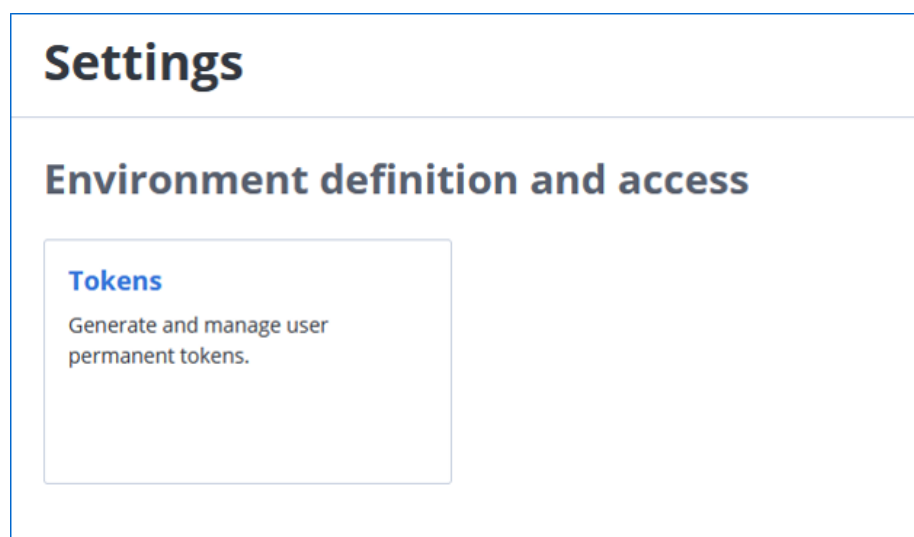 Settings
Environment definition and access
Tokens
Generate and manage user
permanent tokens.